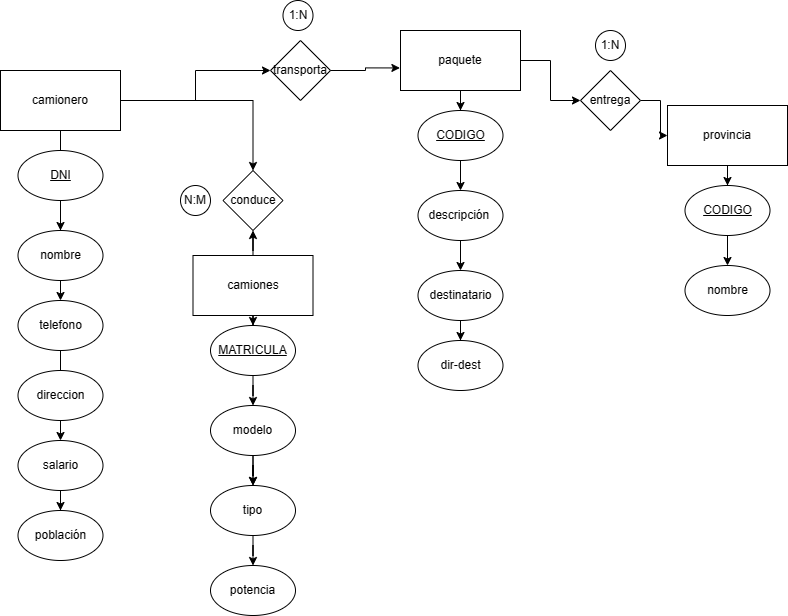 1:N
transporta
camionero
DNI
nombre
telefono
direccion
salario
población
N:M
conduce
camiones
MATRICULA
modelo
tipo
potencia
paquete
CODIGO
descripción
destinatario
dir-dest
1:N
entrega
provincia
CODIGO
nombre